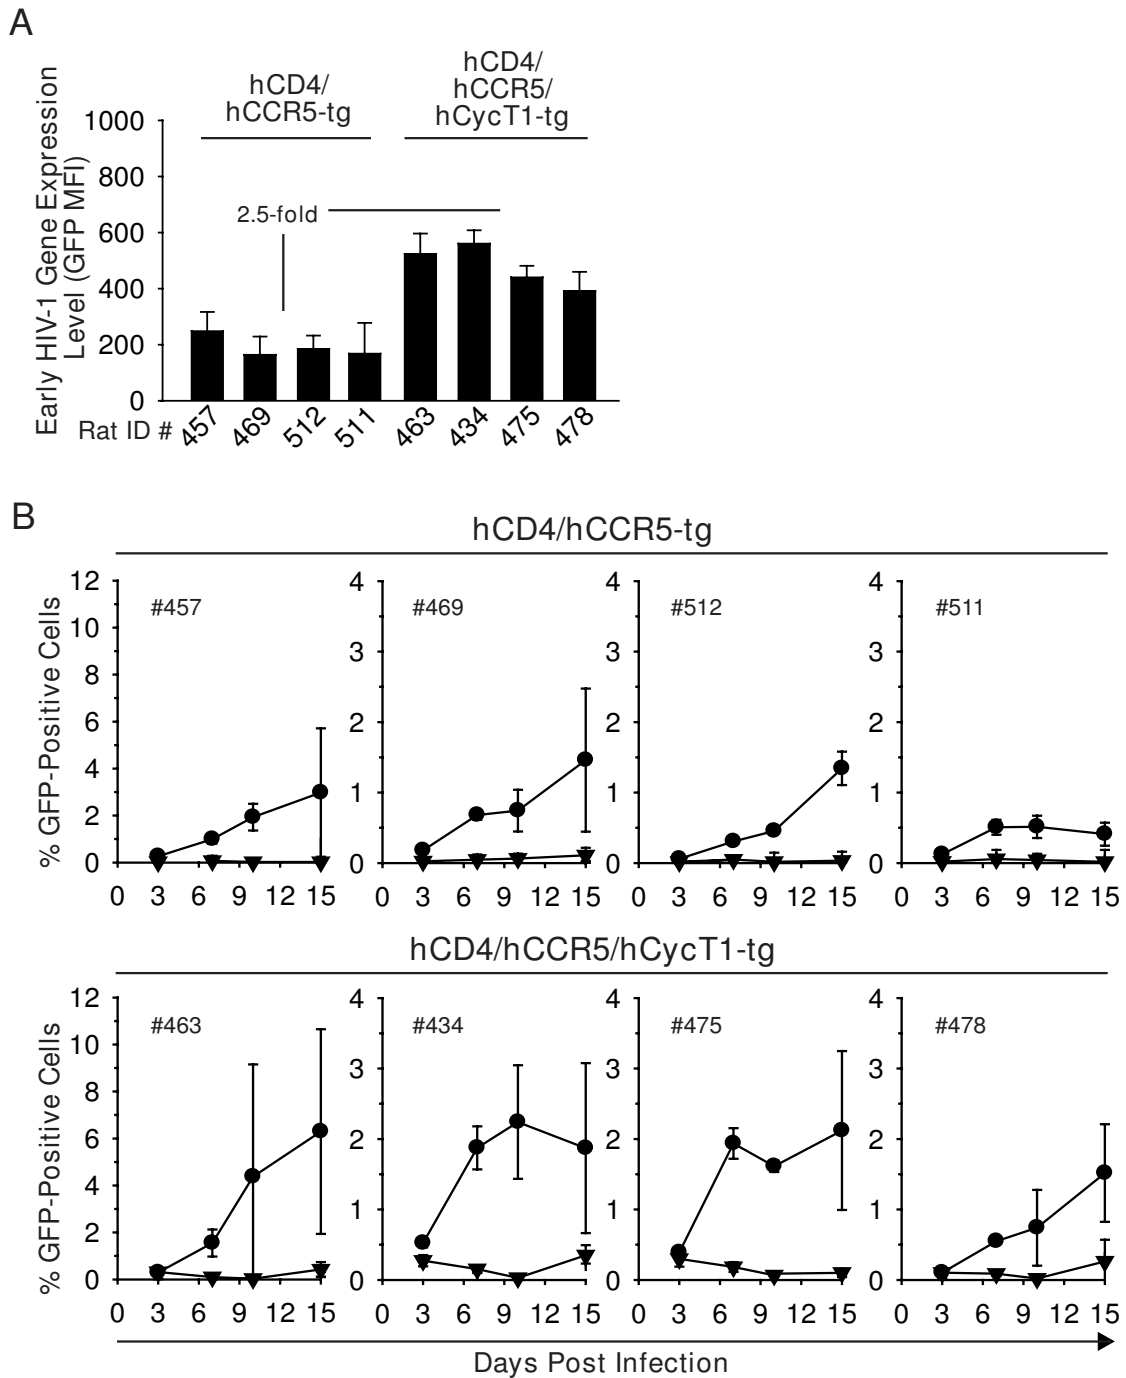 A
hCD4/
hCCR5-tg
hCD4/
hCCR5/
hCycT1-tg
Early HIV-1 Gene Expression
Level (GFP MFI)
1000
800
600
400
200
0
2.5-fold
Rat ID #
457
469
512
511
463
434
475
478
B
hCD4/hCCR5-tg
% GFP-Positive Cells
12
10
8
6
4
2
0
#457
0 3 6 9 12 15
4
3
2
1
0
#469
0 3 6 9 12 15
4
3
2
1
0
#512
0 3 6 9 12 15
4
3
2
1
0
#511
0 3 6 9 12 15
hCD4/hCCR5/hCycT1-tg
% GFP-Positive Cells
12
10
8
6
4
2
0
#463
0 3 6 9 12 15
4
3
2
1
0
#434
0 3 6 9 12 15
4
3
2
1
0
#475
0 3 6 9 12 15
4
3
2
1
0
#478
0 3 6 9 12 15
Days Post Infection